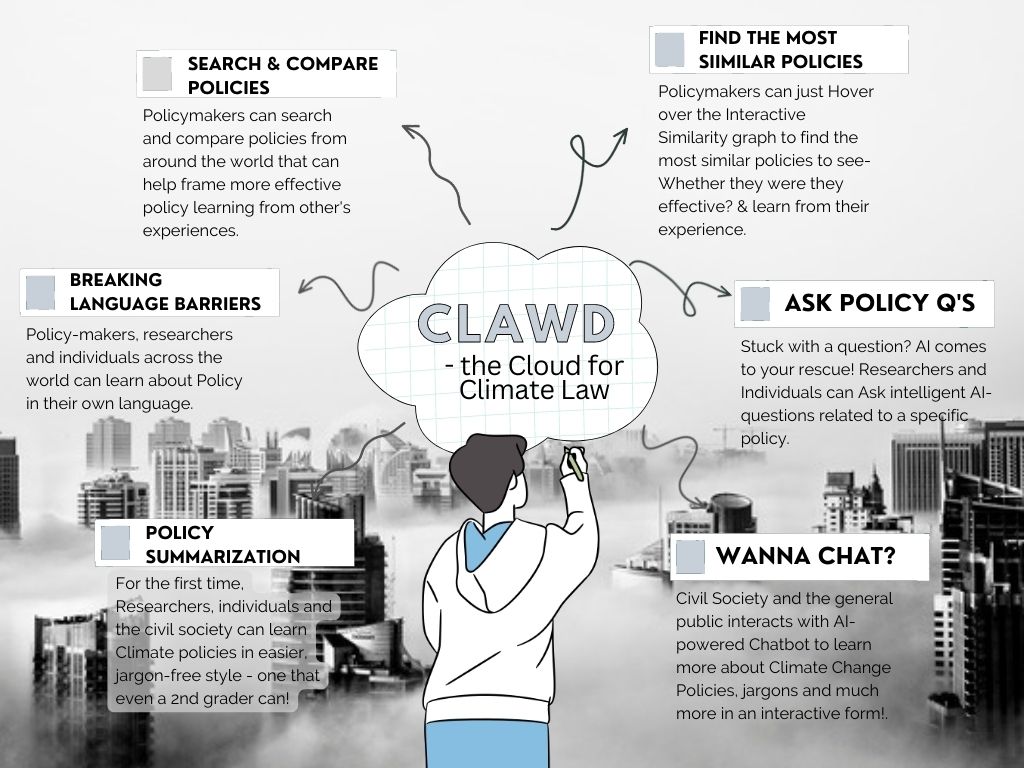 SEARCH & COMPARE
POLICIES
Policymakers can search
and compare policies from
around the world that can
help frame more effective
policy learning from other's
experiences.
FIND THE MOST
SIIMILAR POLICIES
Policymakers can just Hover
over the Interactive
Similarity graph to find the
most similar policies to see-
Whether they were they
effective? & learn from their
experience.
BREAKING
LANGUAGE BARRIERS
Policy-makers, researchers
and individuals across the
world can learn about Policy
in their own language.
CLAWD
- the Cloud for
Climate Law
ASK POLICY Q'S
Stuck with a question? AI comes
to your rescue! Researchers and
Individuals can Ask intelligent AI-
questions related to a specific
policy.
POLICY
SUMMARIZATION
For the first time,
Researchers, individuals and
the civil society can learn
Climate policies in easier,
jargon-free style - one that
even a 2nd grader can!
WANNA CHAT?
Civil Society and the general
public interacts with AI-
powered Chatbot to learn
more about Climate Change
Policies, jargons and much
more in an interactive form!.